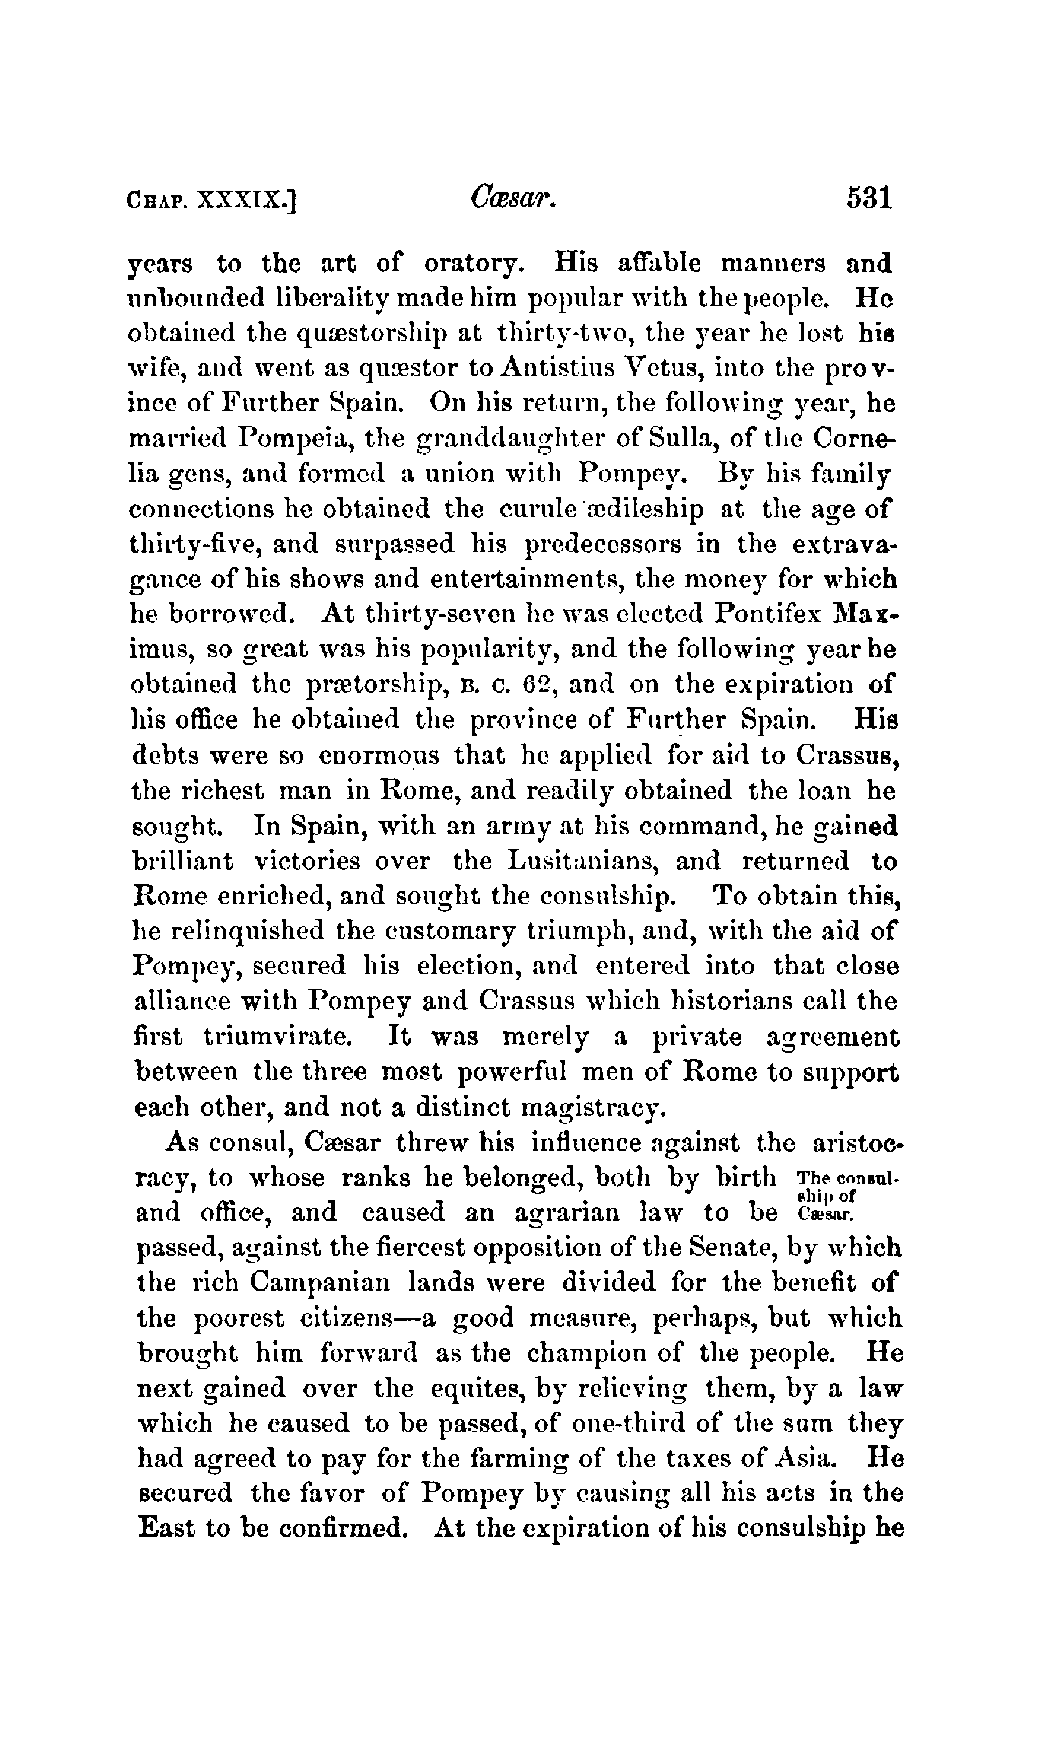 CHAP. XXXIX.] Cæsar. 531
years to the art of oratory. His affable manners and
unbounded liberality made him popular with the people. He
obtained the quæstorship at thirty-two, the year he lost his
wife, and went as quæstor to Antistius Vetus, into the prov-
ince of Further Spain. On his return, the following year, he
married Pompeia, the granddaughter of Sulla, of the Corne-
lia gens, and formed a union with Pompey. By his family
connections he obtained the curule ædileship at the age of
thirty-five, and surpassed his predecessors in the extrava-
gance of his shows and entertainments, the money for which
he borrowed. At thirty-seven he was elected Pontifex Max-
imus, so great was his popularity, and the following year he
obtained the prætorship, B. C. 62, and on the expiration of
his office he obtained the province of Further Spain. His
debts were so enormous that he applied for aid to Crassus,
the richest man in Rome, and readily obtained the loan he
sought. In Spain, with an army at his command, he gained
brilliant victories over the Lusitanians, and returned to
Rome enriched, and sought the consulship. To obtain this,
he relinquished the customary triumph, and, with the aid of
Pompey, secured his election, and entered into that close
alliance with Pompey and Crassus which historians call the
first triumvirate. It was merely a private agreement
between the three most powerful men of Rome to support
each other, and not a distinct magistracy.
As consul, Cæsar threw his influence against the aristoc-
racy, to whose ranks he belonged, both by birth
The consul-
ship of
Cæsar.
and office, and caused an agrarian law to be
passed, against the fiercest opposition of the Senate, by which
the rich Campanian lands were divided for the benefit of
the poorest citizens—a good measure, perhaps, but which
brought him forward as the champion of the people. He
next gained over the equites, by relieving them, by a law
which he caused to be passed, of one-third of the sum they
had agreed to pay for the farming of the taxes of Asia. He
secured the favor of Pompey by causing all his acts in the
East to be confirmed. At the expiration of his consulship he